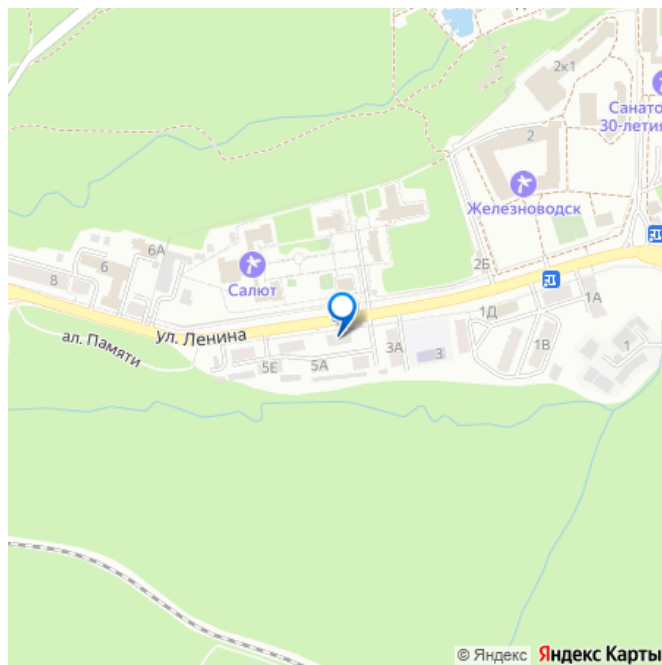 2к1
Санато
30-летия
2
Железноводск
6А
6
8
Салют
2Б
ул. Ленина
ал. Памяти
1Д
1А
1В
1
3А
3
5Е
5А
© Яндекс Яндекс Карты